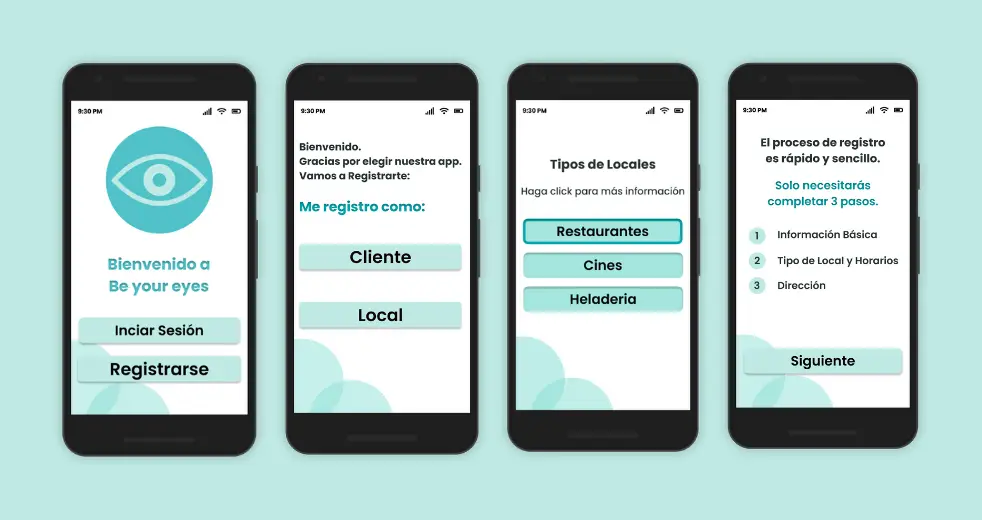 9:30 PM
Bienvenido a
Be your eyes
Inciar Sesión
Registrarse
9:30 PM
Bienvenido.
Gracias por elegir nuestra app.
Vamos a Registrarte:
Me registro como:
Cliente
Local
9:30 PM
Tipos de Locales
Haga click para más información
Restaurantes
Cines
Heladeria
9:30 PM
El proceso de registro
es rápido y sencillo.
Solo necesitarás
completar 3 pasos.
1 Información Básica
2 Tipo de Local y Horarios
3 Dirección
Siguiente